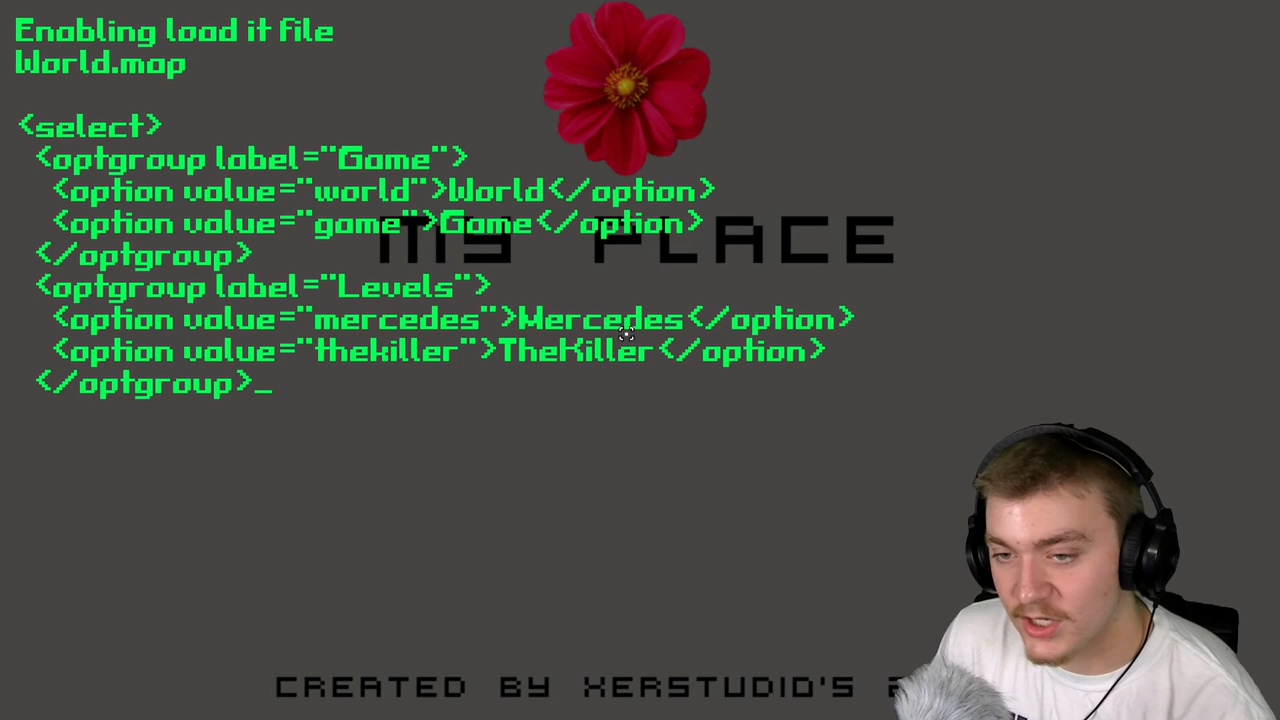 Enabling load it file
World.map
<select>
<optgroup label="Game">
<option value="world">World</option>
<option value="game">Game</option>
</optgroup>
MY PLACE
<optgroup label="Levels">
<option value="mercedes">Mercedes</option>
<option value="thekiller">TheKiller</option>
</optgroup>_
CREATED BY XERSTUDIO'S